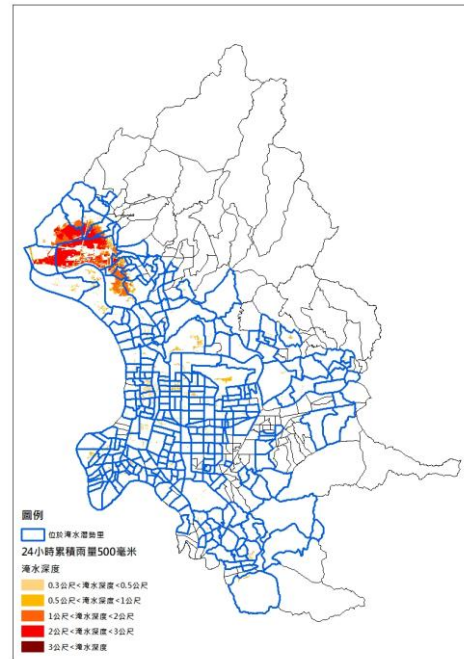 圖例
位於淹水潛勢里
24小時累積雨量500毫米
淹水深度
0.3公尺<淹水深度<0.5公尺
0.5公尺<淹水深度<1公尺
1公尺<淹水深度<2公尺
2公尺<淹水深度<3公尺
3公尺<淹水深度